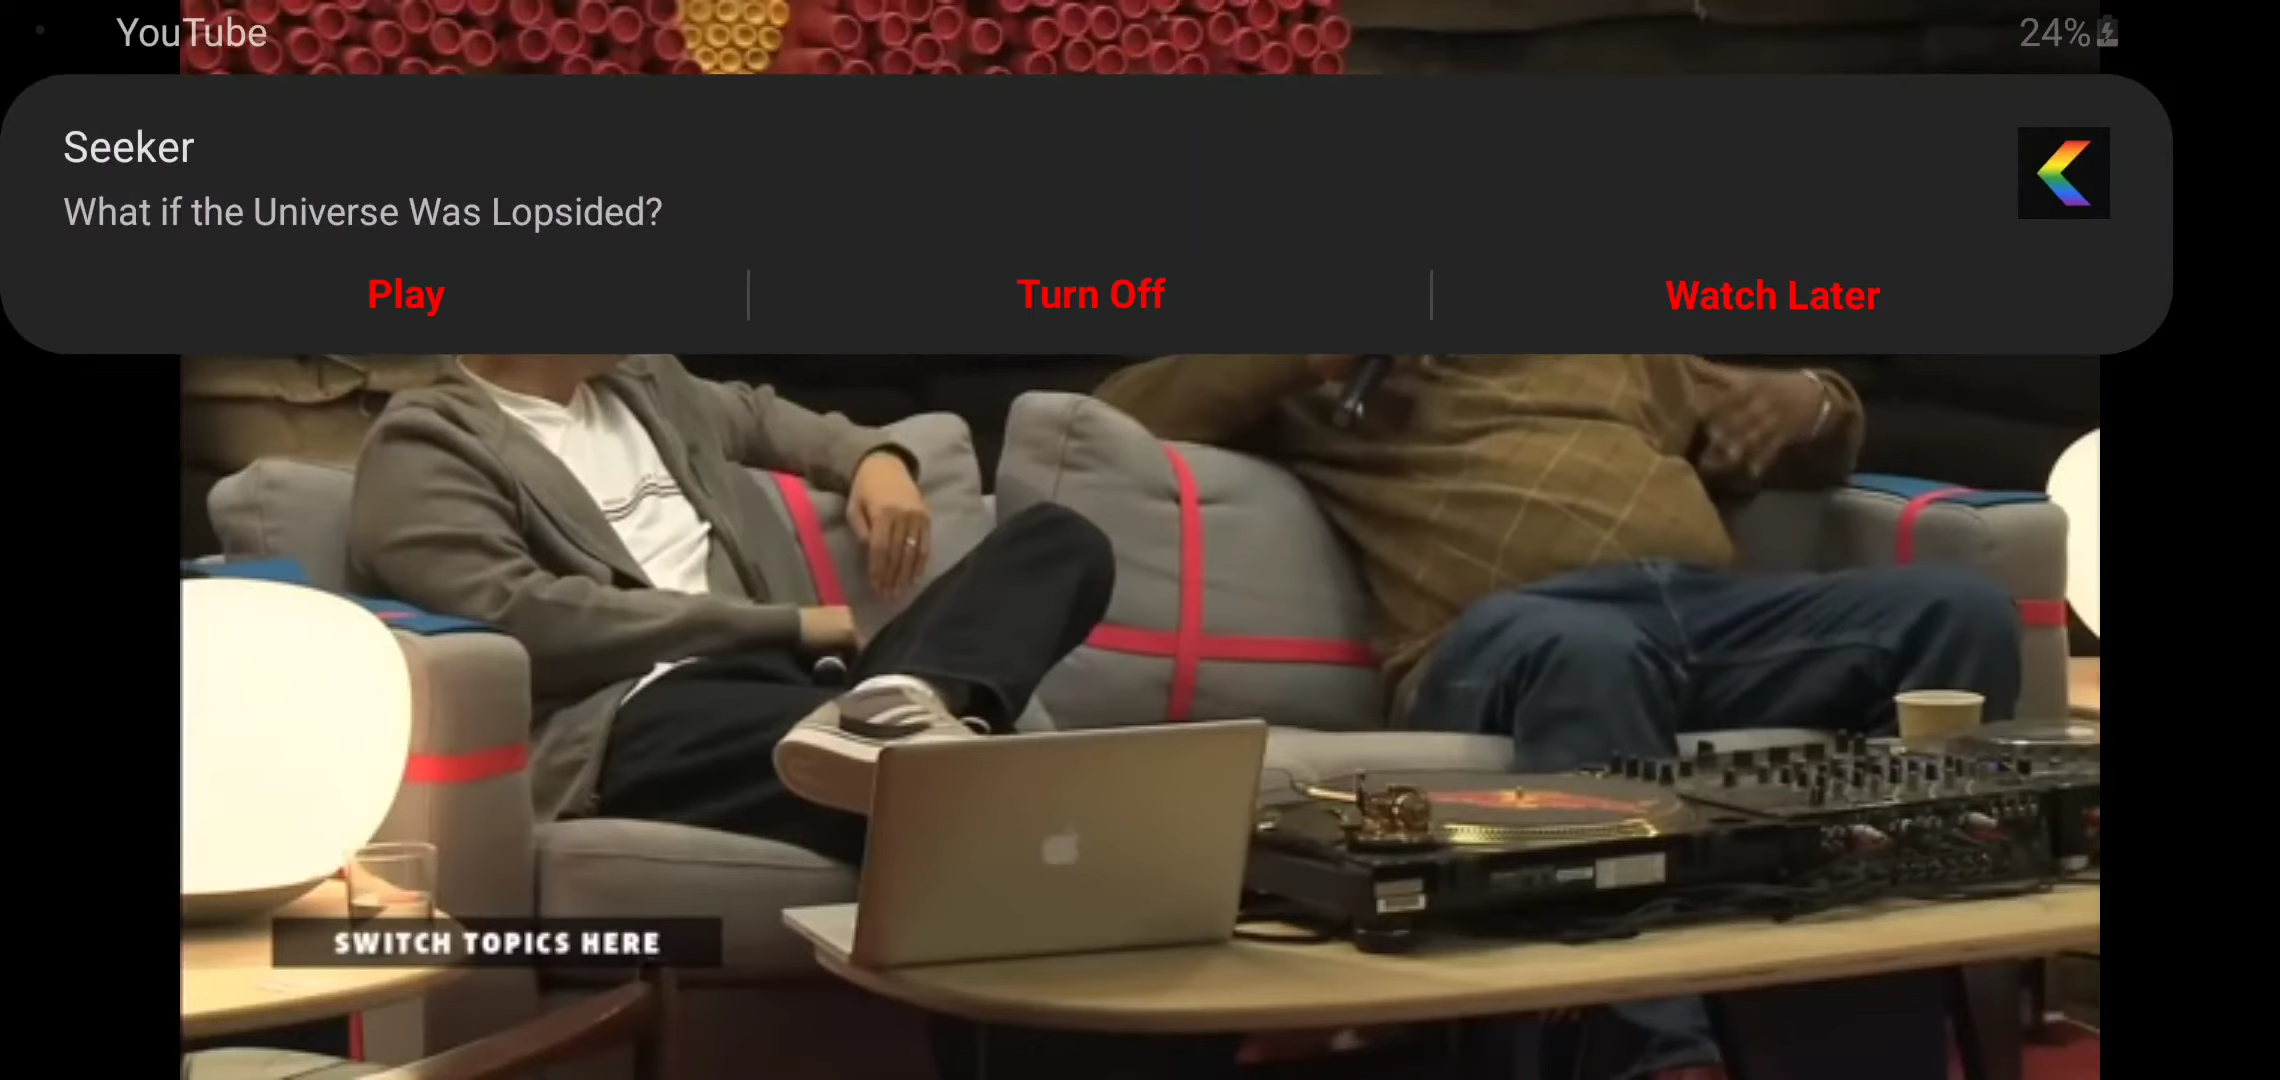 YouTube
24%
Seeker
What if the Universe Was Lopsided?
Play
Turn Off
Watch Later
SWITCH TOPICS HERE